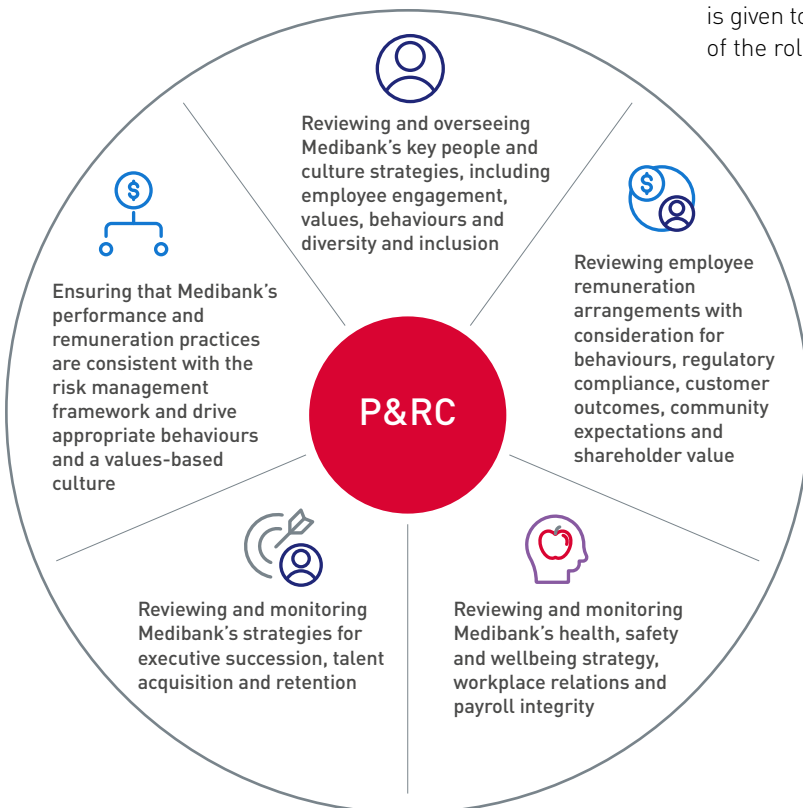 is given to
of the rol
Reviewing and overseeing
Medibank's key people and
culture strategies, including
employee engagement,
values, behaviours and
diversity and inclusion
Reviewing employee
remuneration
arrangements with
consideration for
behaviours, regulatory
compliance, customer
outcomes, community
expectations and
shareholder value
Reviewing and monitoring
Medibank's health, safety
and wellbeing strategy,
workplace relations and
payroll integrity
Reviewing and monitoring
Medibank's strategies for
executive succession, talent
acquisition and retention
Ensuring that Medibank's
performance and
remuneration practices
are consistent with the
risk management
framework and drive
appropriate behaviours
and a values-based
culture
P&RC
$
$